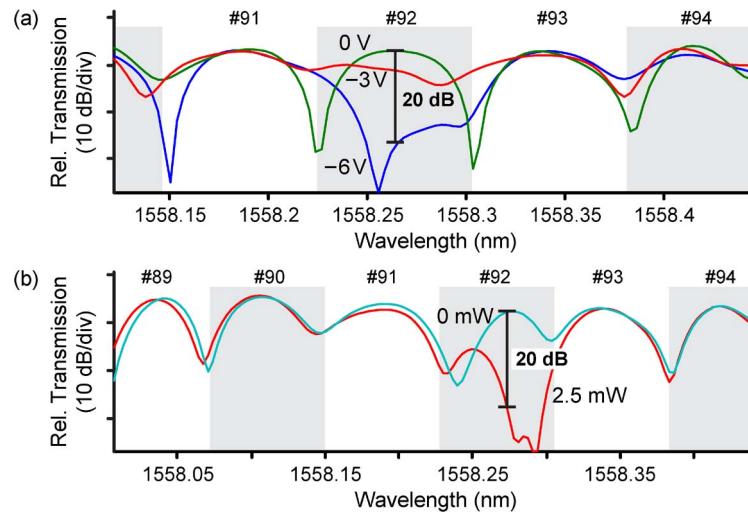 (a)
#91 #92 #93 #94
0 V
−3V
20 dB
−6V
Rel. Transmission
(10 dB/div)
1558.15 1558.2 1558.25 1558.3 1558.35 1558.4
Wavelength (nm)
(b)
#89 #90 #91 #92 #93 #94
0 mW
20 dB
2.5 mW
Rel. Transmission
(10 dB/div)
1558.05 1558.15 1558.25 1558.35
Wavelength (nm)